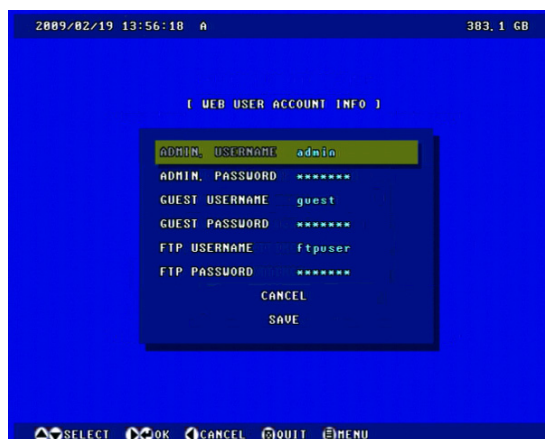 2009/02/19 13:56:18 A 383.1 GB
[ WEB USER ACCOUNT INFO ]
ADMIN. USERNAME admin
ADMIN. PASSWORD *******
GUEST USERNAME guest
GUEST PASSWORD *******
FTP USERNAME ftpuser
FTP PASSWORD *******
CANCEL
SAVE
SELECT OK CANCEL QUIT MENU